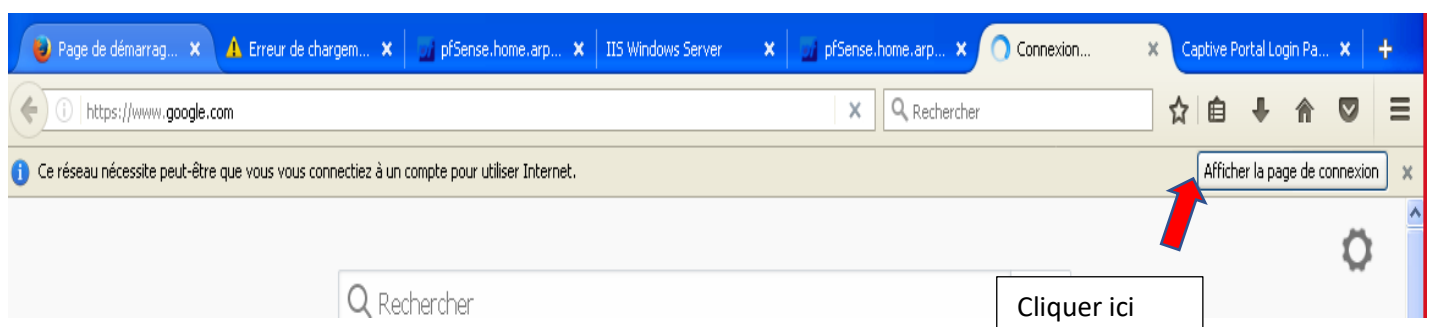 Page de démarrag... Erreur de chargem... pfSense.home.arp... IIS Windows Server pfSense.home.arp... Connexion... Captive Portal Login Pa...
https://www.google.com Rechercher
Ce réseau nécessite peut-être que vous vous connectiez à un compte pour utiliser Internet. Afficher la page de connexion
Rechercher
Cliquer ici